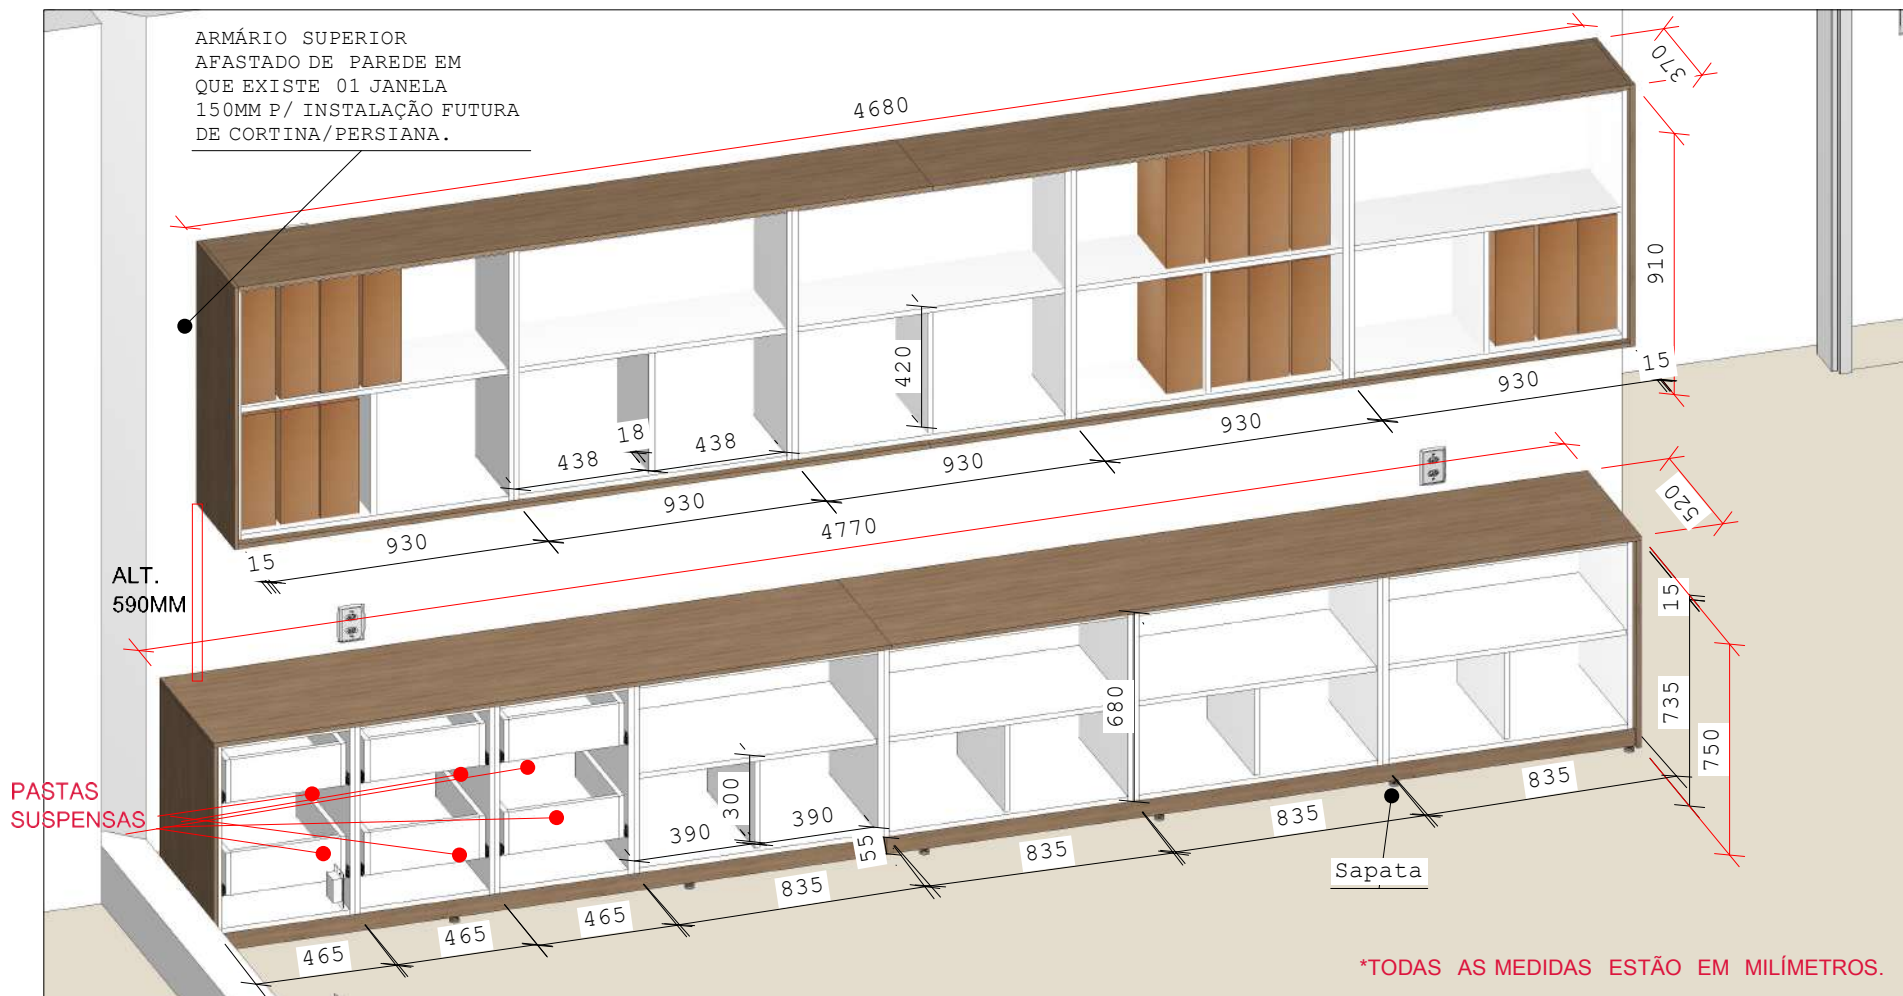 ARMÁRIO SUPERIOR
AFASTADO DE PAREDE EM
QUE EXISTE 01 JANELA
150MM P/ INSTALAÇÃO FUTURA
DE CORTINA/PERSIANA.
4680
370
910
420
18
438
438
15
930
930
930
930
930
15
4770
520
ALT.
590MM
15
735
750
680
300
390
390
55
PASTAS
SUSPENSAS
465
465
465
835
835
835
835
Sapata
*TODAS AS MEDIDAS ESTÃO EM MILÍMETROS.